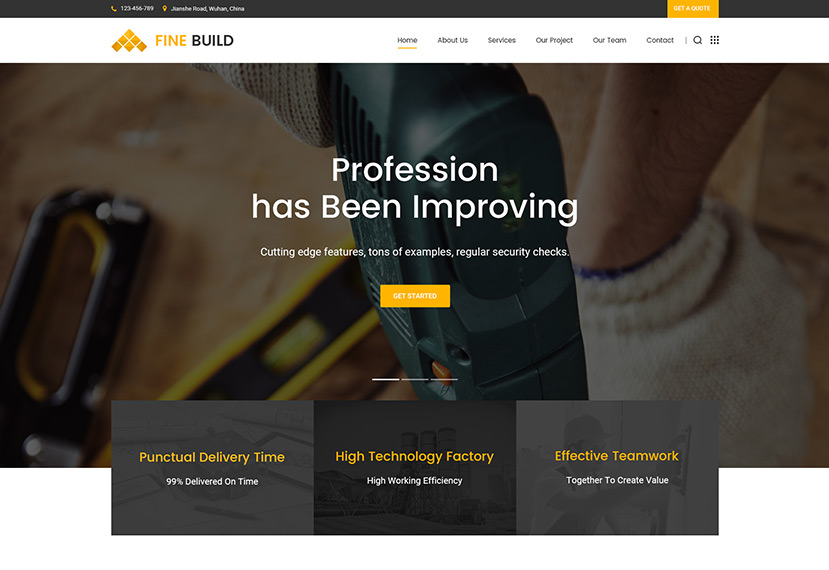 123-456-789
Jianshe Road, Wuhan, China
GET A QUOTE
FINE BUILD
Home
About Us
Services
Our Project
Our Team
Contact
Profession
has Been Improving
Cutting edge features, tons of examples, regular security checks.
GET STARTED
Punctual Delivery Time
99% Delivered On Time
High Technology Factory
High Working Efficiency
Effective Teamwork
Together To Create Value